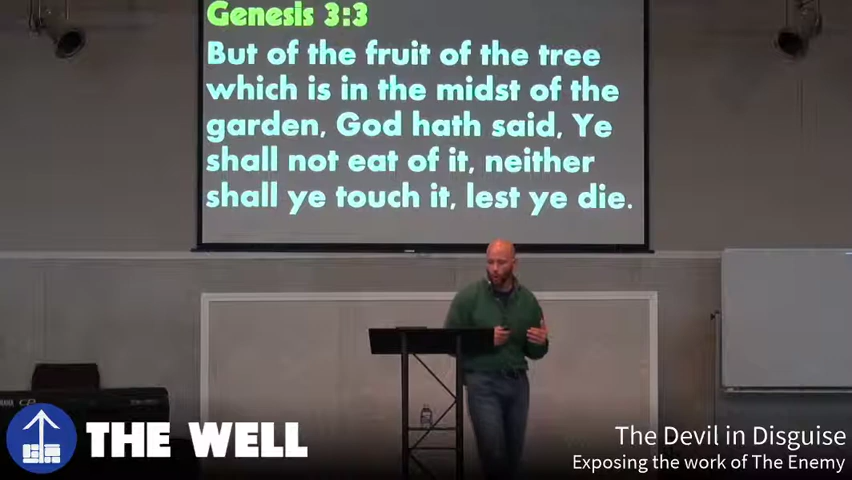 Genesis 3:3
But of the fruit of the tree
which is in the midst of the
garden, God hath said, Ye
shall not eat of it, neither
shall ye touch it, lest ye die.
THE WELL
The Devil in Disguise
Exposing the work of The Enemy